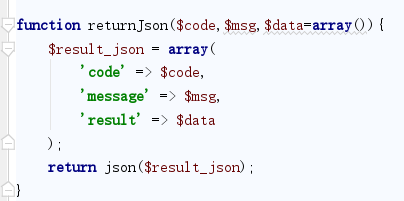 function returnJson($code,$msg,$data=array()){
    $result_json = array(
        'code' => $code,
        'message' => $msg,
        'result' => $data
    );
    return json($result_json);
}